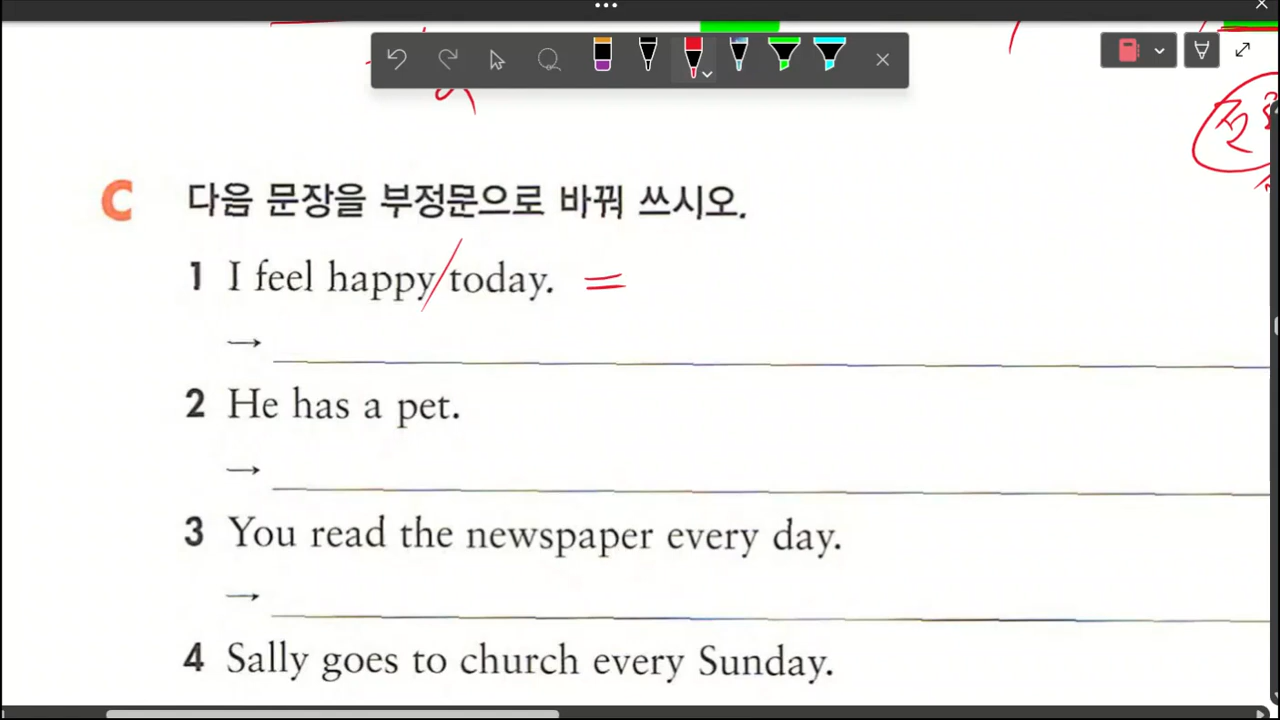 C 다음 문장을 부정문으로 바꿔 쓰시오.
1 I feel happy/today. =
→
2 He has a pet.
→
3 You read the newspaper every day.
→
4 Sally goes to church every Sunday.